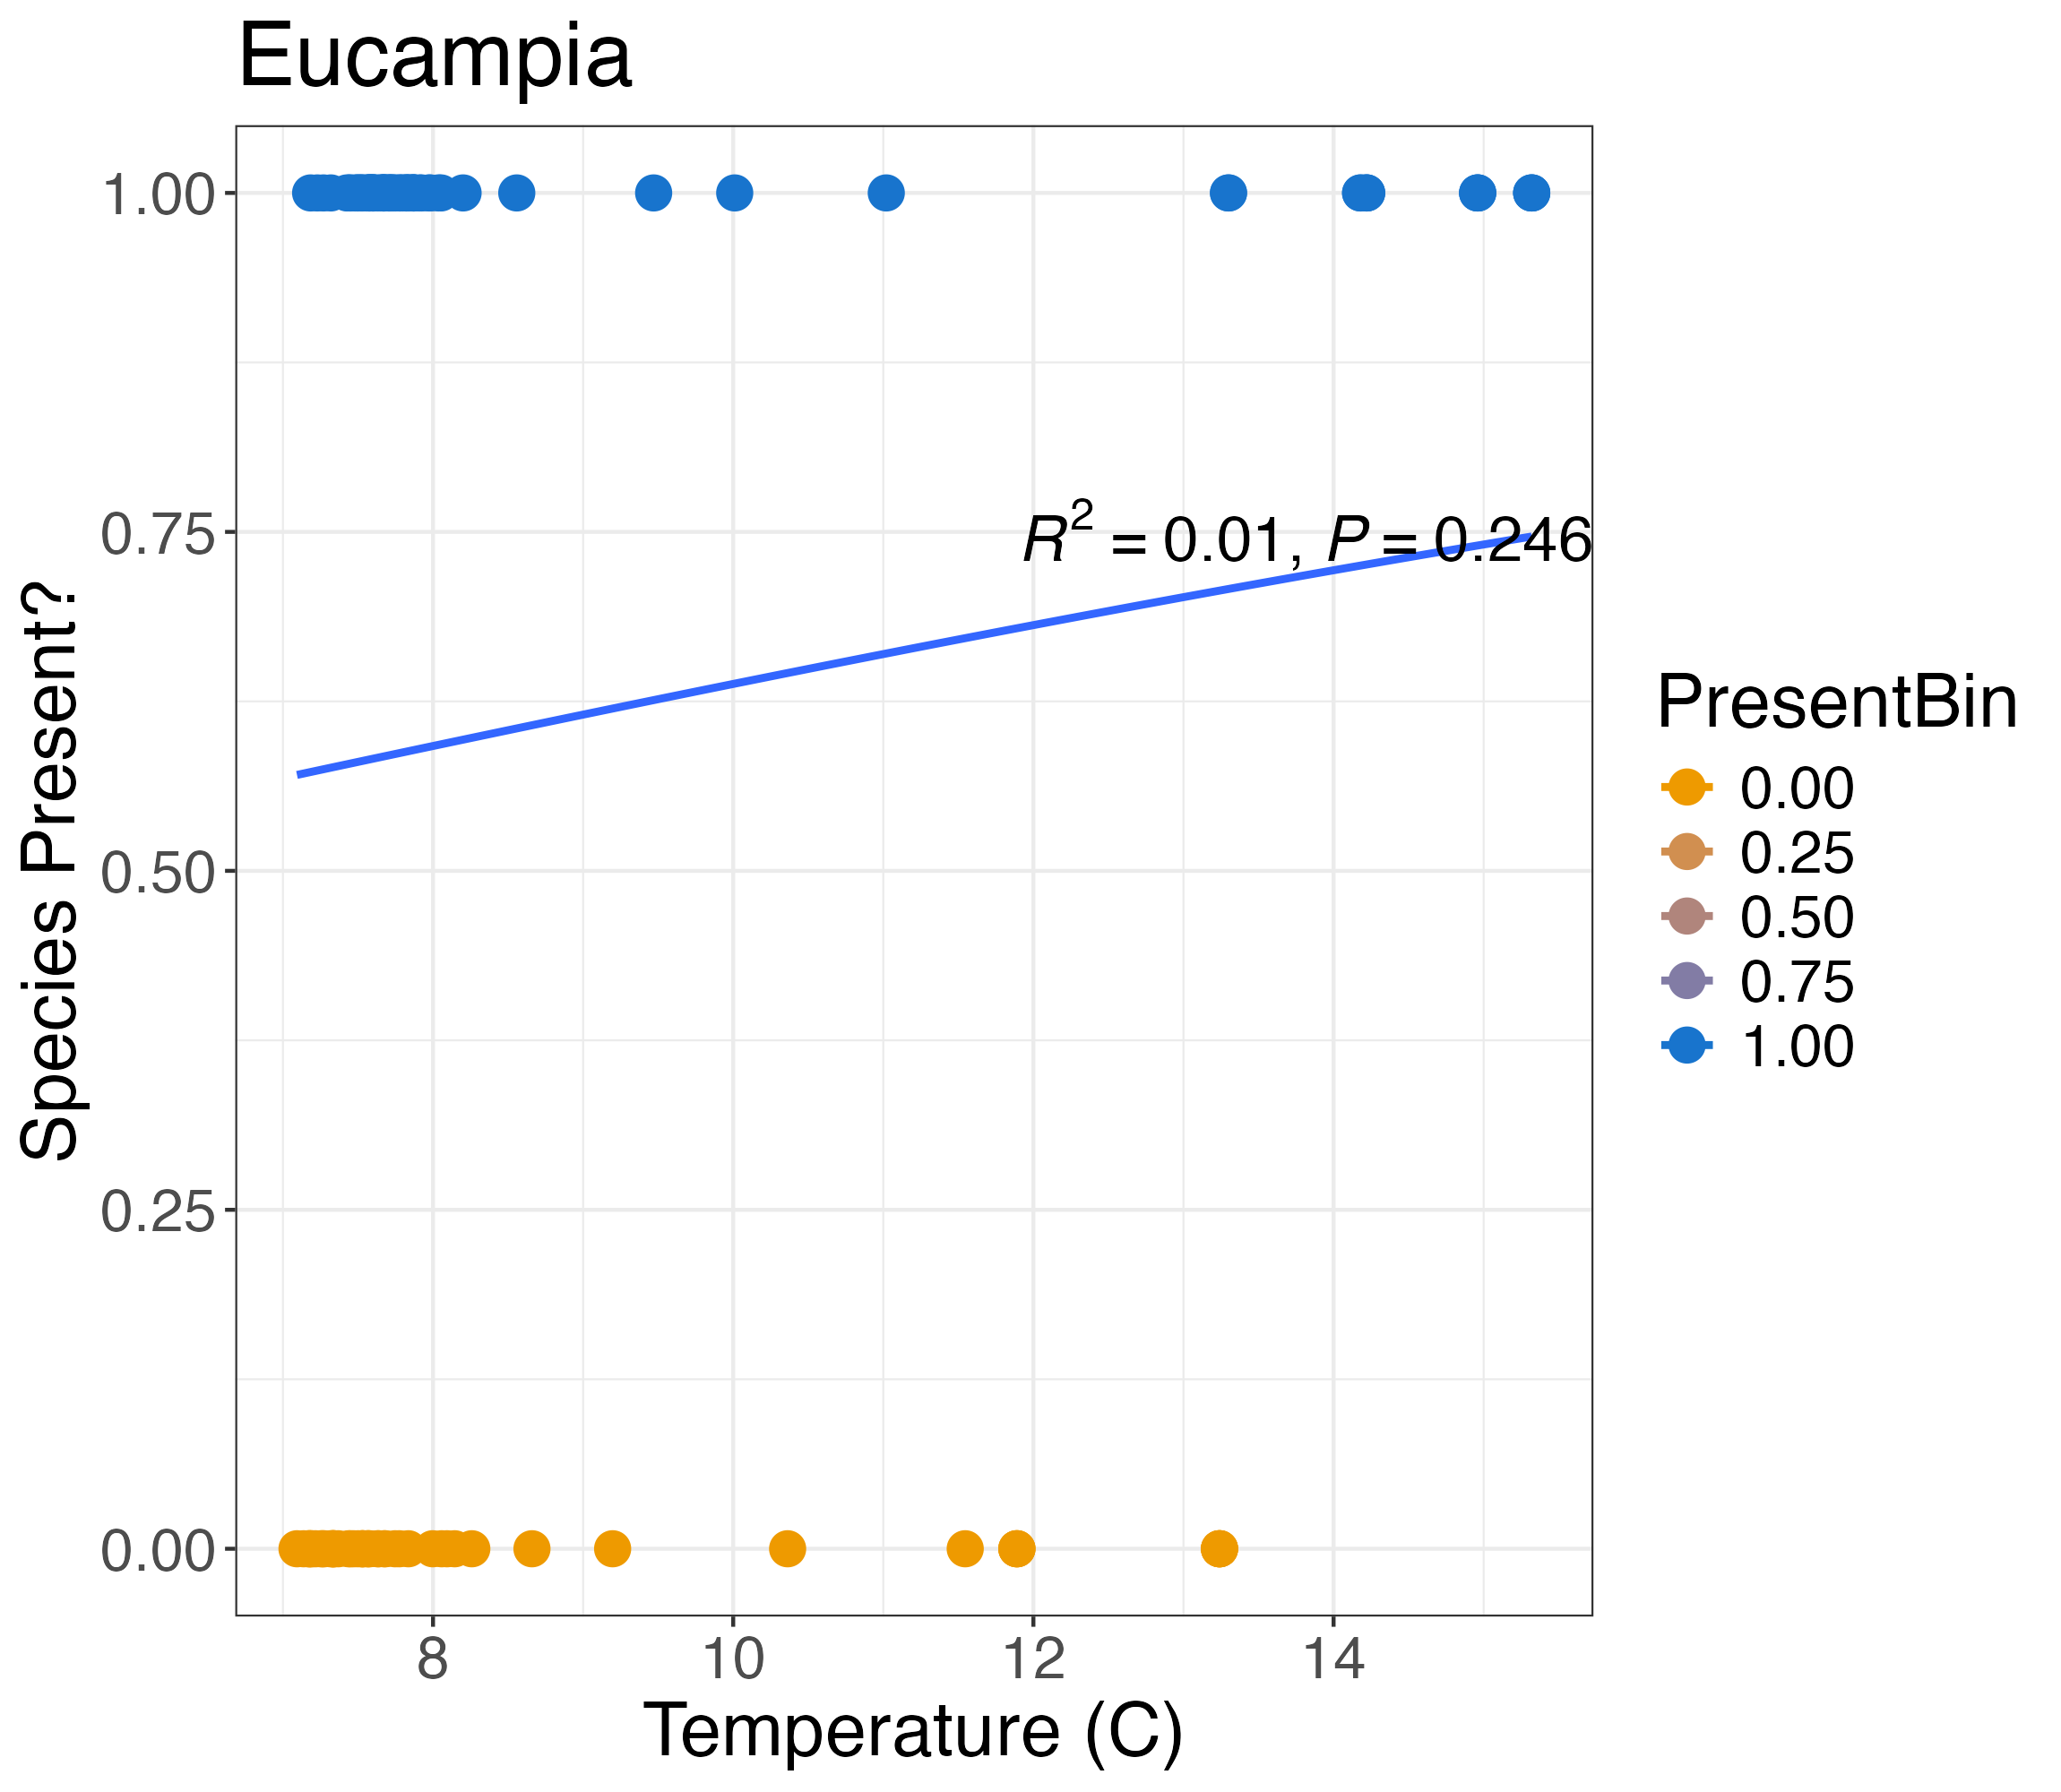 Eucampia
Species Present?
1.00
0.75
0.50
0.25
0.00
R² = 0.01, P = 0.246
8 10 12 14
Temperature (C)
PresentBin
0.00
0.25
0.50
0.75
1.00